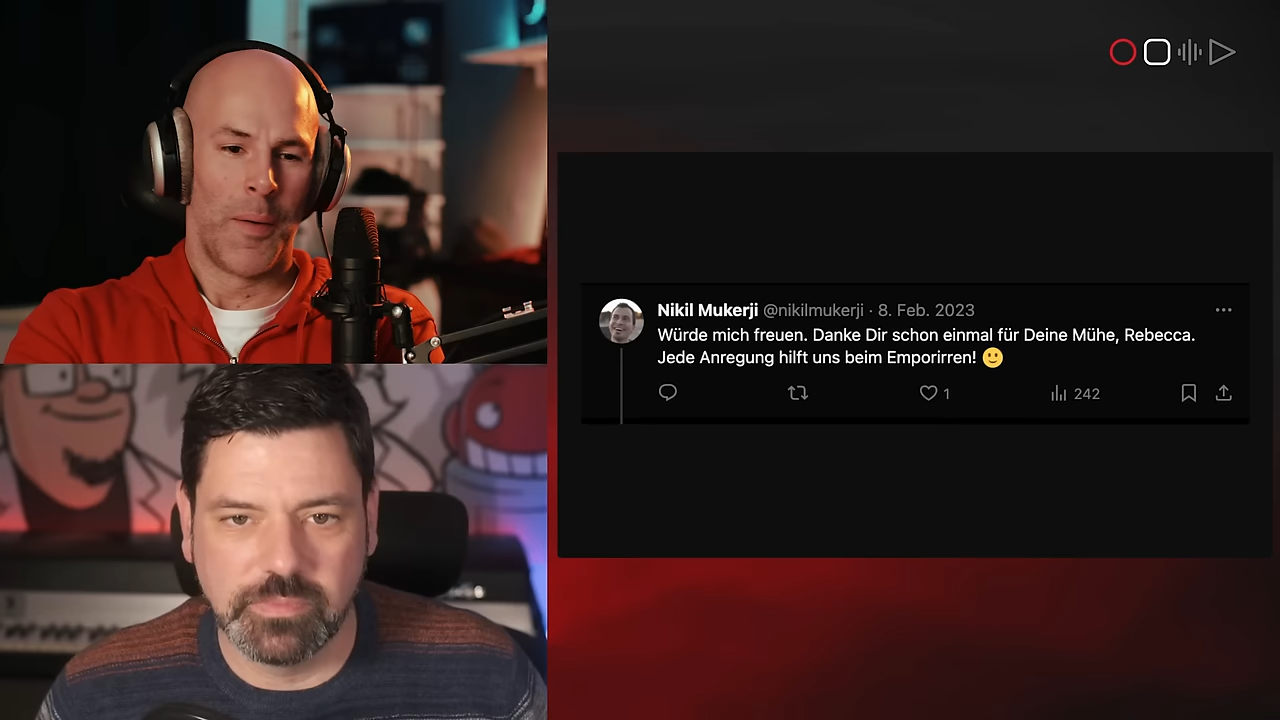 Nikil Mukerji @nikilmukerji · 8. Feb. 2023
Würde mich freuen. Danke Dir schon einmal für Deine Mühe, Rebecca.
Jede Anregung hilft uns beim Emporirren! 🙂
1 242